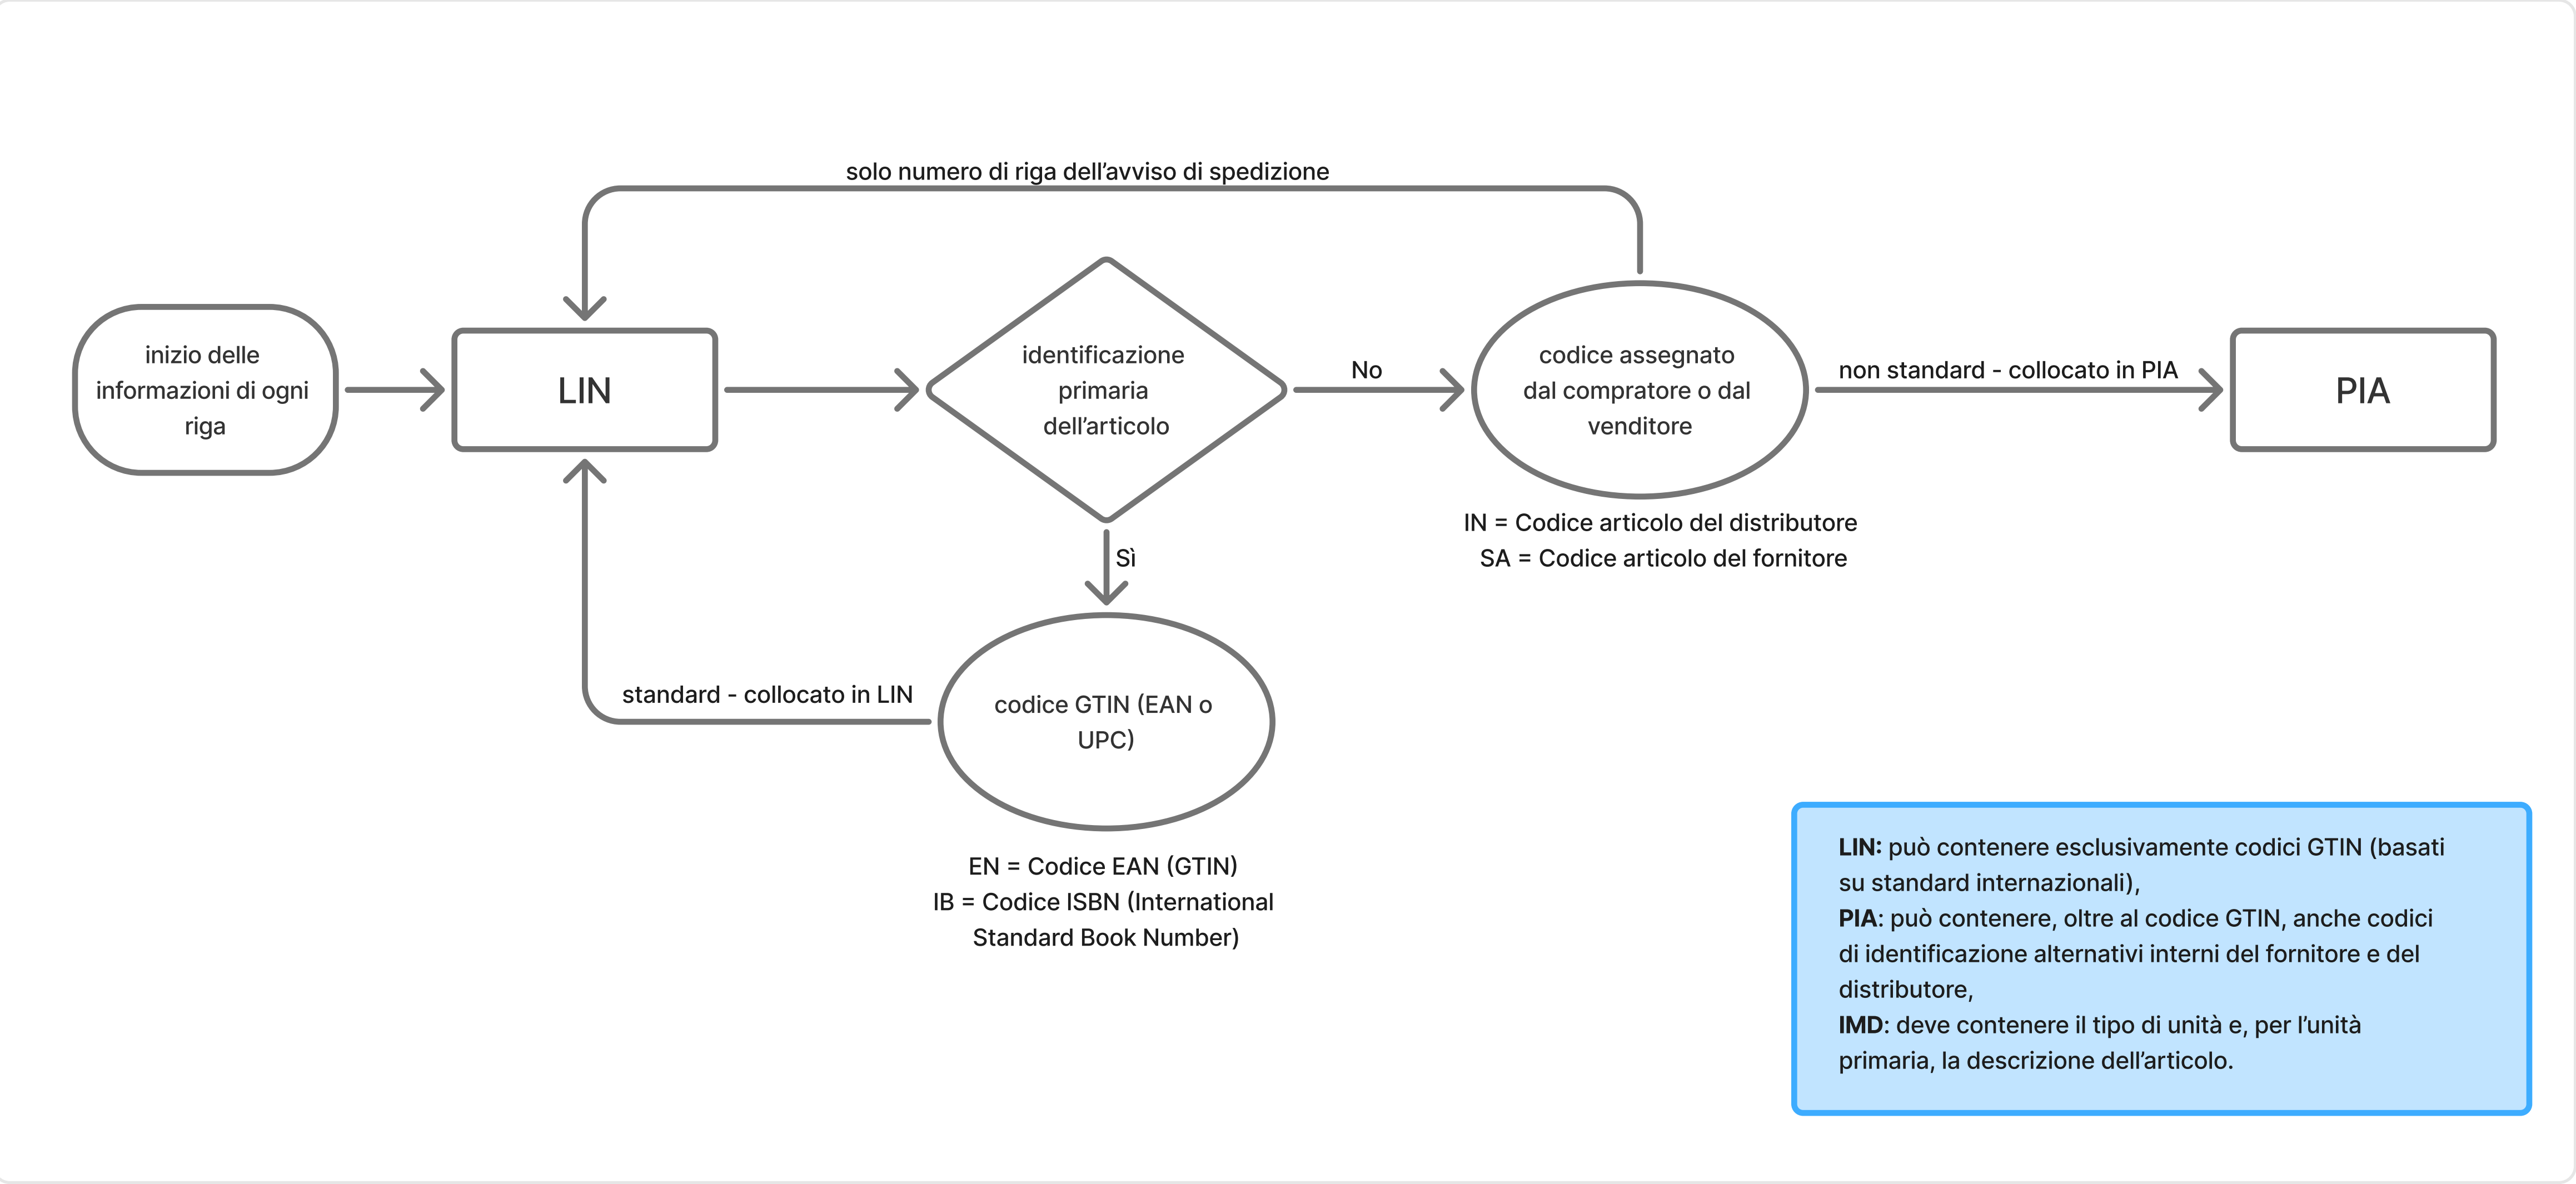 solo numero di riga dell’avviso di spedizione
inizio delle
informazioni di ogni
riga
LIN
identificazione
primaria
dell’articolo
No
codice assegnato
dal compratore o dal
venditore
non standard - collocato in PIA
PIA
IN = Codice articolo del distributore
SA = Codice articolo del fornitore
Sì
standard - collocato in LIN
codice GTIN (EAN o
UPC)
EN = Codice EAN (GTIN)
IB = Codice ISBN (International
Standard Book Number)
LIN: può contenere esclusivamente codici GTIN (basati
su standard internazionali),
PIA: può contenere, oltre al codice GTIN, anche codici
di identificazione alternativi interni del fornitore e del
distributore,
IMD: deve contenere il tipo di unità e, per l’unità
primaria, la descrizione dell’articolo.